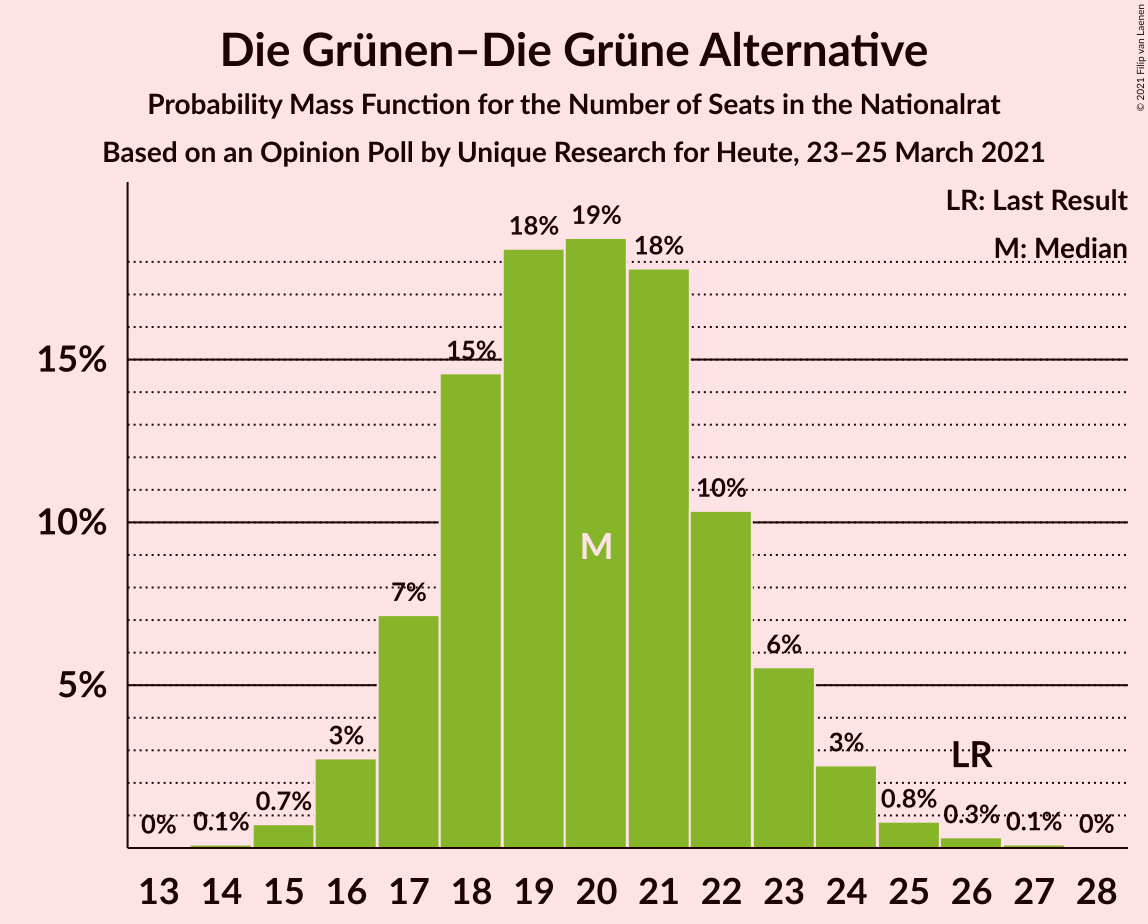 Die Grünen–Die Grüne Alternative
Probability Mass Function for the Number of Seats in the Nationalrat
Based on an Opinion Poll by Unique Research for Heute, 23–25 March 2021
© 2021 Filip van Laenen
LR: Last Result
M: Median
15%
10%
5%
0%
0.1%
0.7%
3%
7%
15%
18%
19%
18%
10%
6%
3%
0.8%
0.3%
0.1%
0%
M
LR
13 14 15 16 17 18 19 20 21 22 23 24 25 26 27 28